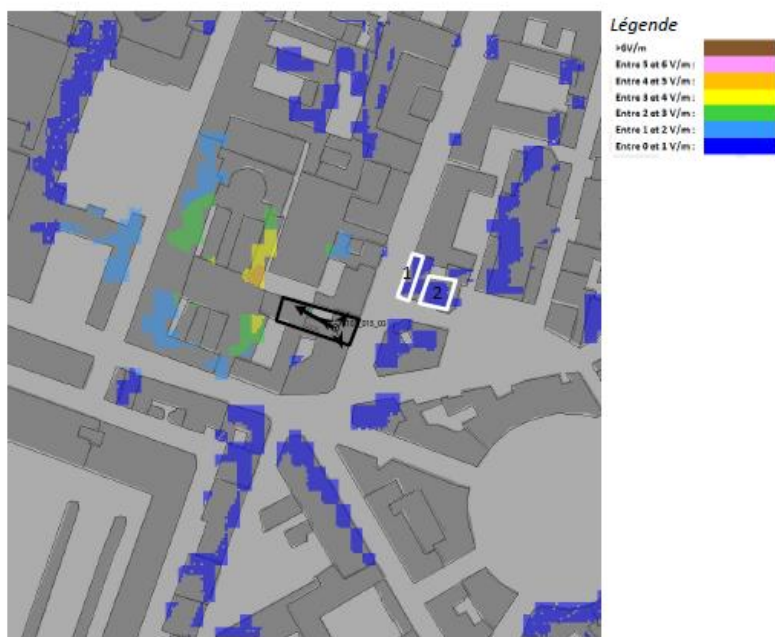 Légende
>6V/m
Entre 5 et 6 V/m :
Entre 4 et 5 V/m :
Entre 3 et 4 V/m :
Entre 2 et 3 V/m :
Entre 1 et 2 V/m :
Entre 0 et 1 V/m :
1
2